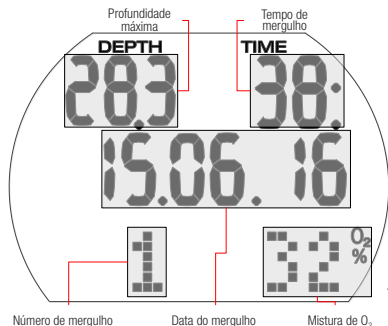 Profundidade máxima
Tempo de mergulho
DEPTH TIME
28.3 38:
15.06.16
1 32 O₂ %
Número de mergulho Data do mergulho Mistura de O₂